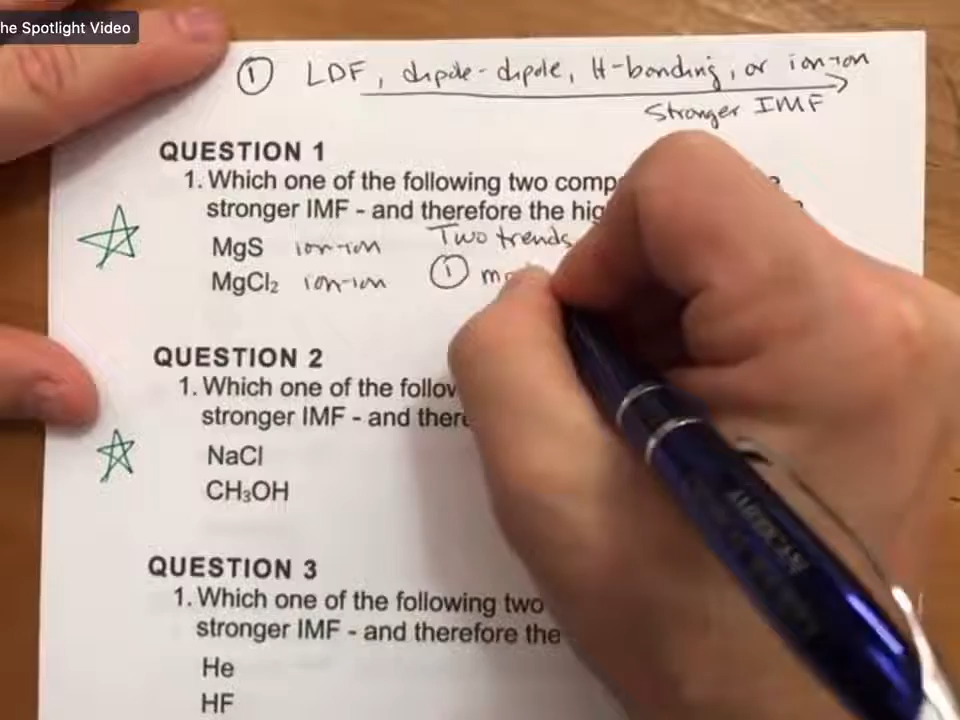 he Spotlight Video
① LDF, dipole-dipole, H-bonding, or ion-ion
Stronger IMF
QUESTION 1
1. Which one of the following two comp
stronger IMF - and therefore the hig
Two trends
MgS ion-ion
① m
MgCl₂ ion-ion
QUESTION 2
1. Which one of the follov
stronger IMF - and there
NaCl
CH₃OH
QUESTION 3
1. Which one of the following two
stronger IMF - and therefore the
He
HF
AMERICAN